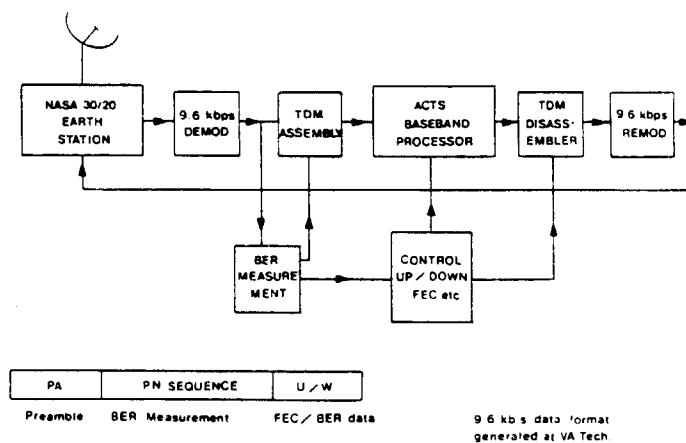 NASA 30/20
EARTH
STATION
9.6 kbps
DEMOD
TDM
ASSEMBLY
ACTS
BASEBAND
PROCESSOR
TDM
DISASS-
EMBLER
9.6 kbps
REMOD
BER
MEASURE
MENT
CONTROL
UP/DOWN
FEC etc
PA
PN SEQUENCE
U/W
Preamble
BER Measurement
FEC/BER data
9 6 kb s data format
generated at VA Tech.